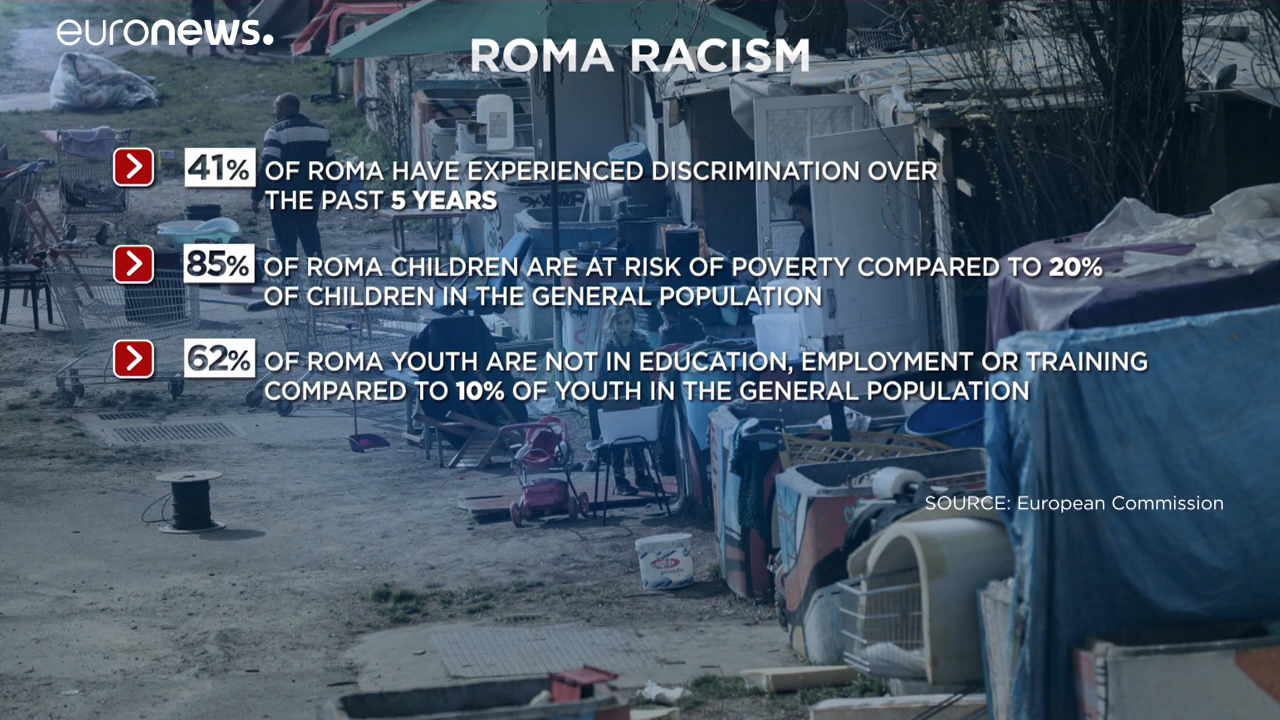 euronews.
ROMA RACISM
41% OF ROMA HAVE EXPERIENCED DISCRIMINATION OVER
THE PAST 5 YEARS
85% OF ROMA CHILDREN ARE AT RISK OF POVERTY COMPARED TO 20%
OF CHILDREN IN THE GENERAL POPULATION
62% OF ROMA YOUTH ARE NOT IN EDUCATION, EMPLOYMENT OR TRAINING
COMPARED TO 10% OF YOUTH IN THE GENERAL POPULATION
SOURCE: European Commission